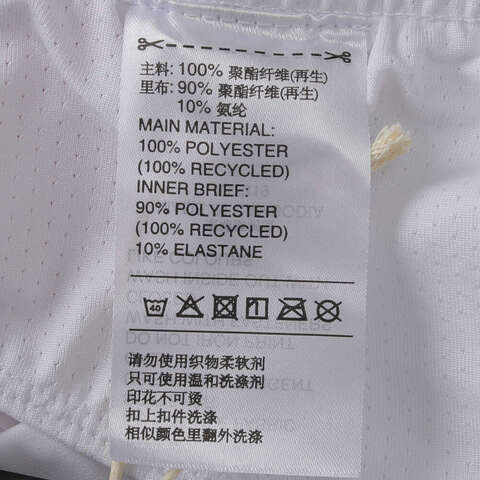 主料: 100% 聚酯纤维(再生)
里布: 90% 聚酯纤维(再生)
10% 氨纶
MAIN MATERIAL:
100% POLYESTER
(100% RECYCLED)
INNER BRIEF:
90% POLYESTER
(100% RECYCLED)
10% ELASTANE
40
请勿使用织物柔软剂
只可使用温和洗涤剂
印花不可烫
扣上扣件洗涤
相似颜色里翻外洗涤